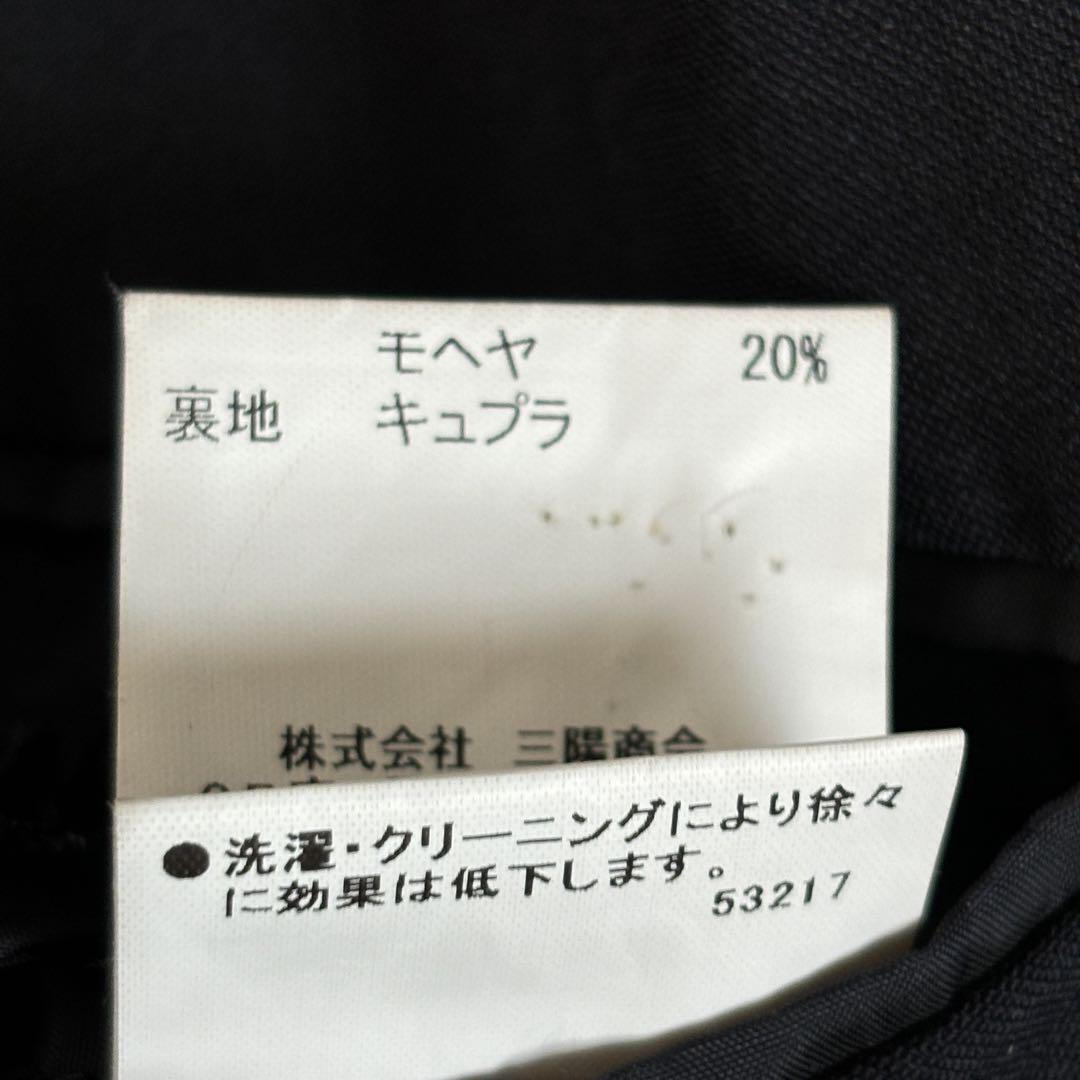 モヘヤ 20%
裏地 キュプラ
株式会社 三陽商会
●洗濯・クリーニングにより徐々
に効果は低下します。
53217